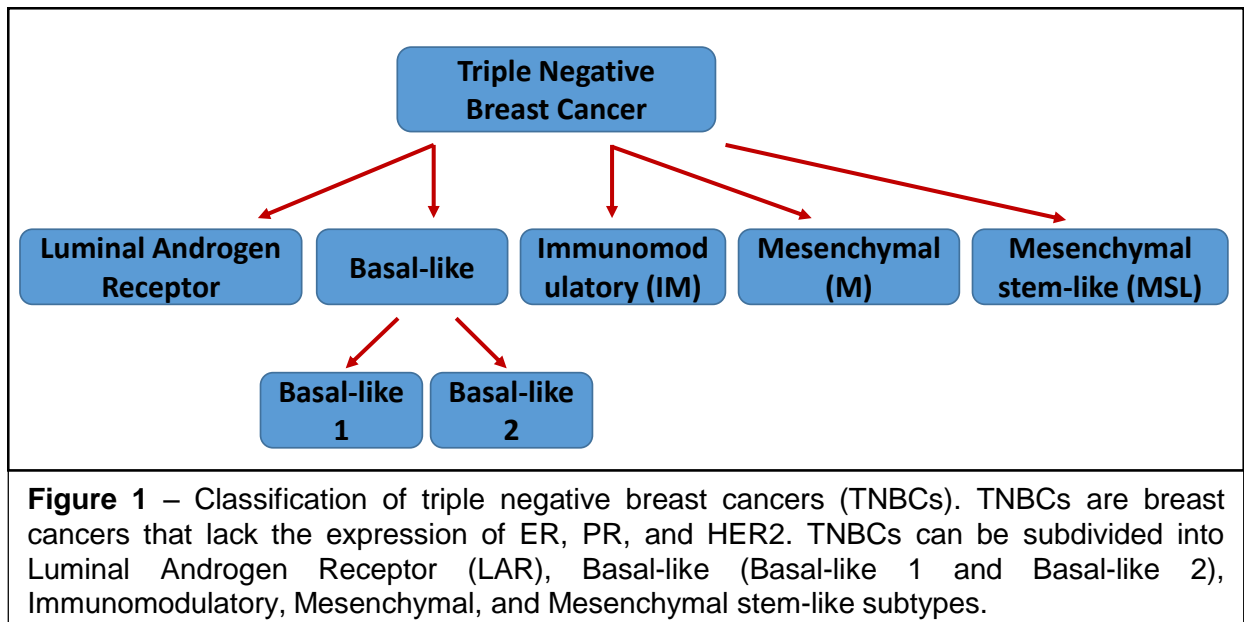 Triple Negative
Breast Cancer
Luminal Androgen
Receptor
Basal-like
Immunomod
ulatory (IM)
Mesenchymal
(M)
Mesenchymal
stem-like (MSL)
Basal-like
1
Basal-like
2
Figure 1 – Classification of triple negative breast cancers (TNBCs). TNBCs are breast
cancers that lack the expression of ER, PR, and HER2. TNBCs can be subdivided into
Luminal Androgen Receptor (LAR), Basal-like (Basal-like 1 and Basal-like 2),
Immunomodulatory, Mesenchymal, and Mesenchymal stem-like subtypes.